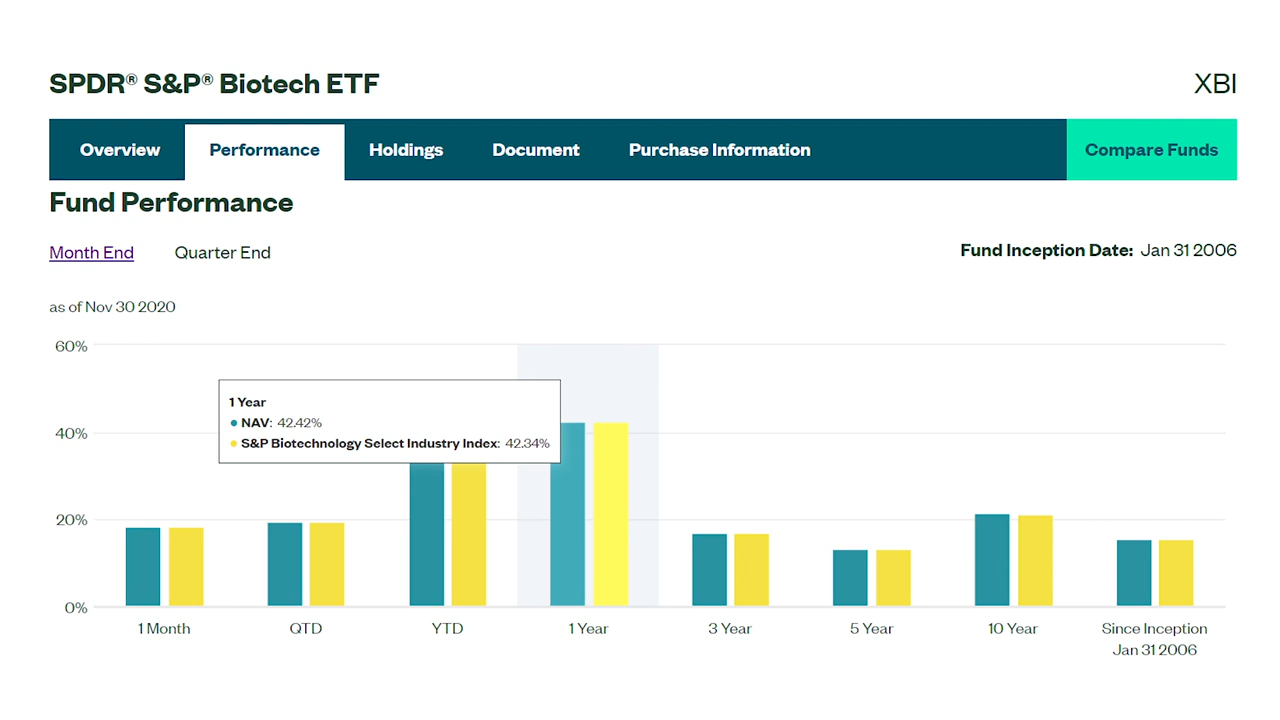 SPDR® S&P® Biotech ETF
XBI
Overview
Performance
Holdings
Document
Purchase Information
Compare Funds
Fund Performance
Month End
Quarter End
Fund Inception Date: Jan 31 2006
as of Nov 30 2020
60%
40%
20%
0%
1 Year
NAV: 42.42%
S&P Biotechnology Select Industry Index: 42.34%
1 Month
QTD
YTD
1 Year
3 Year
5 Year
10 Year
Since Inception
Jan 31 2006